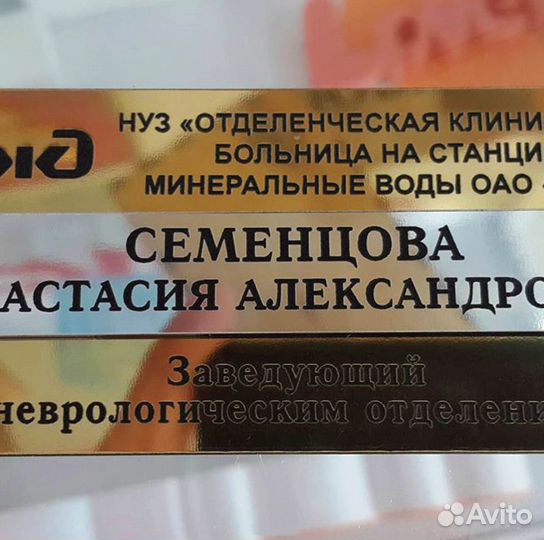 НУЗ «ОТДЕЛЕНЧЕСКАЯ КЛИНИ
БОЛЬНИЦА НА СТАНЦИ
МИНЕРАЛЬНЫЕ ВОДЫ ОАО
СЕМЕНЦОВА
АСТАСИЯ АЛЕКСАНДРО
Заведующий
неврологическим отделени
Avito